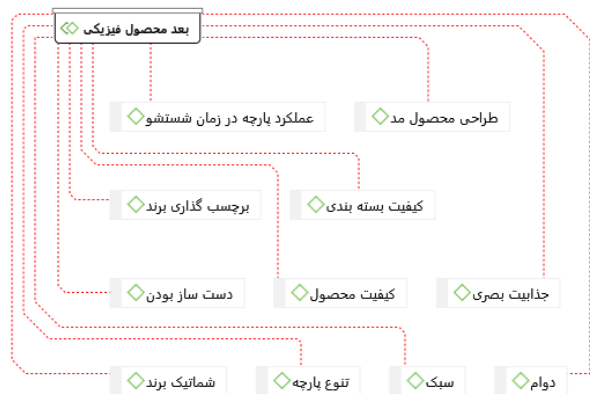 بعد محصول فیزیکی
طراحی محصول مد
عملکرد پارچه در زمان شستشو
کیفیت بسته بندی
برچسب گذاری برند
جذابیت بصری
کیفیت محصول
دست ساز بودن
دوام
سبک
تنوع پارچه
شماتیک برند